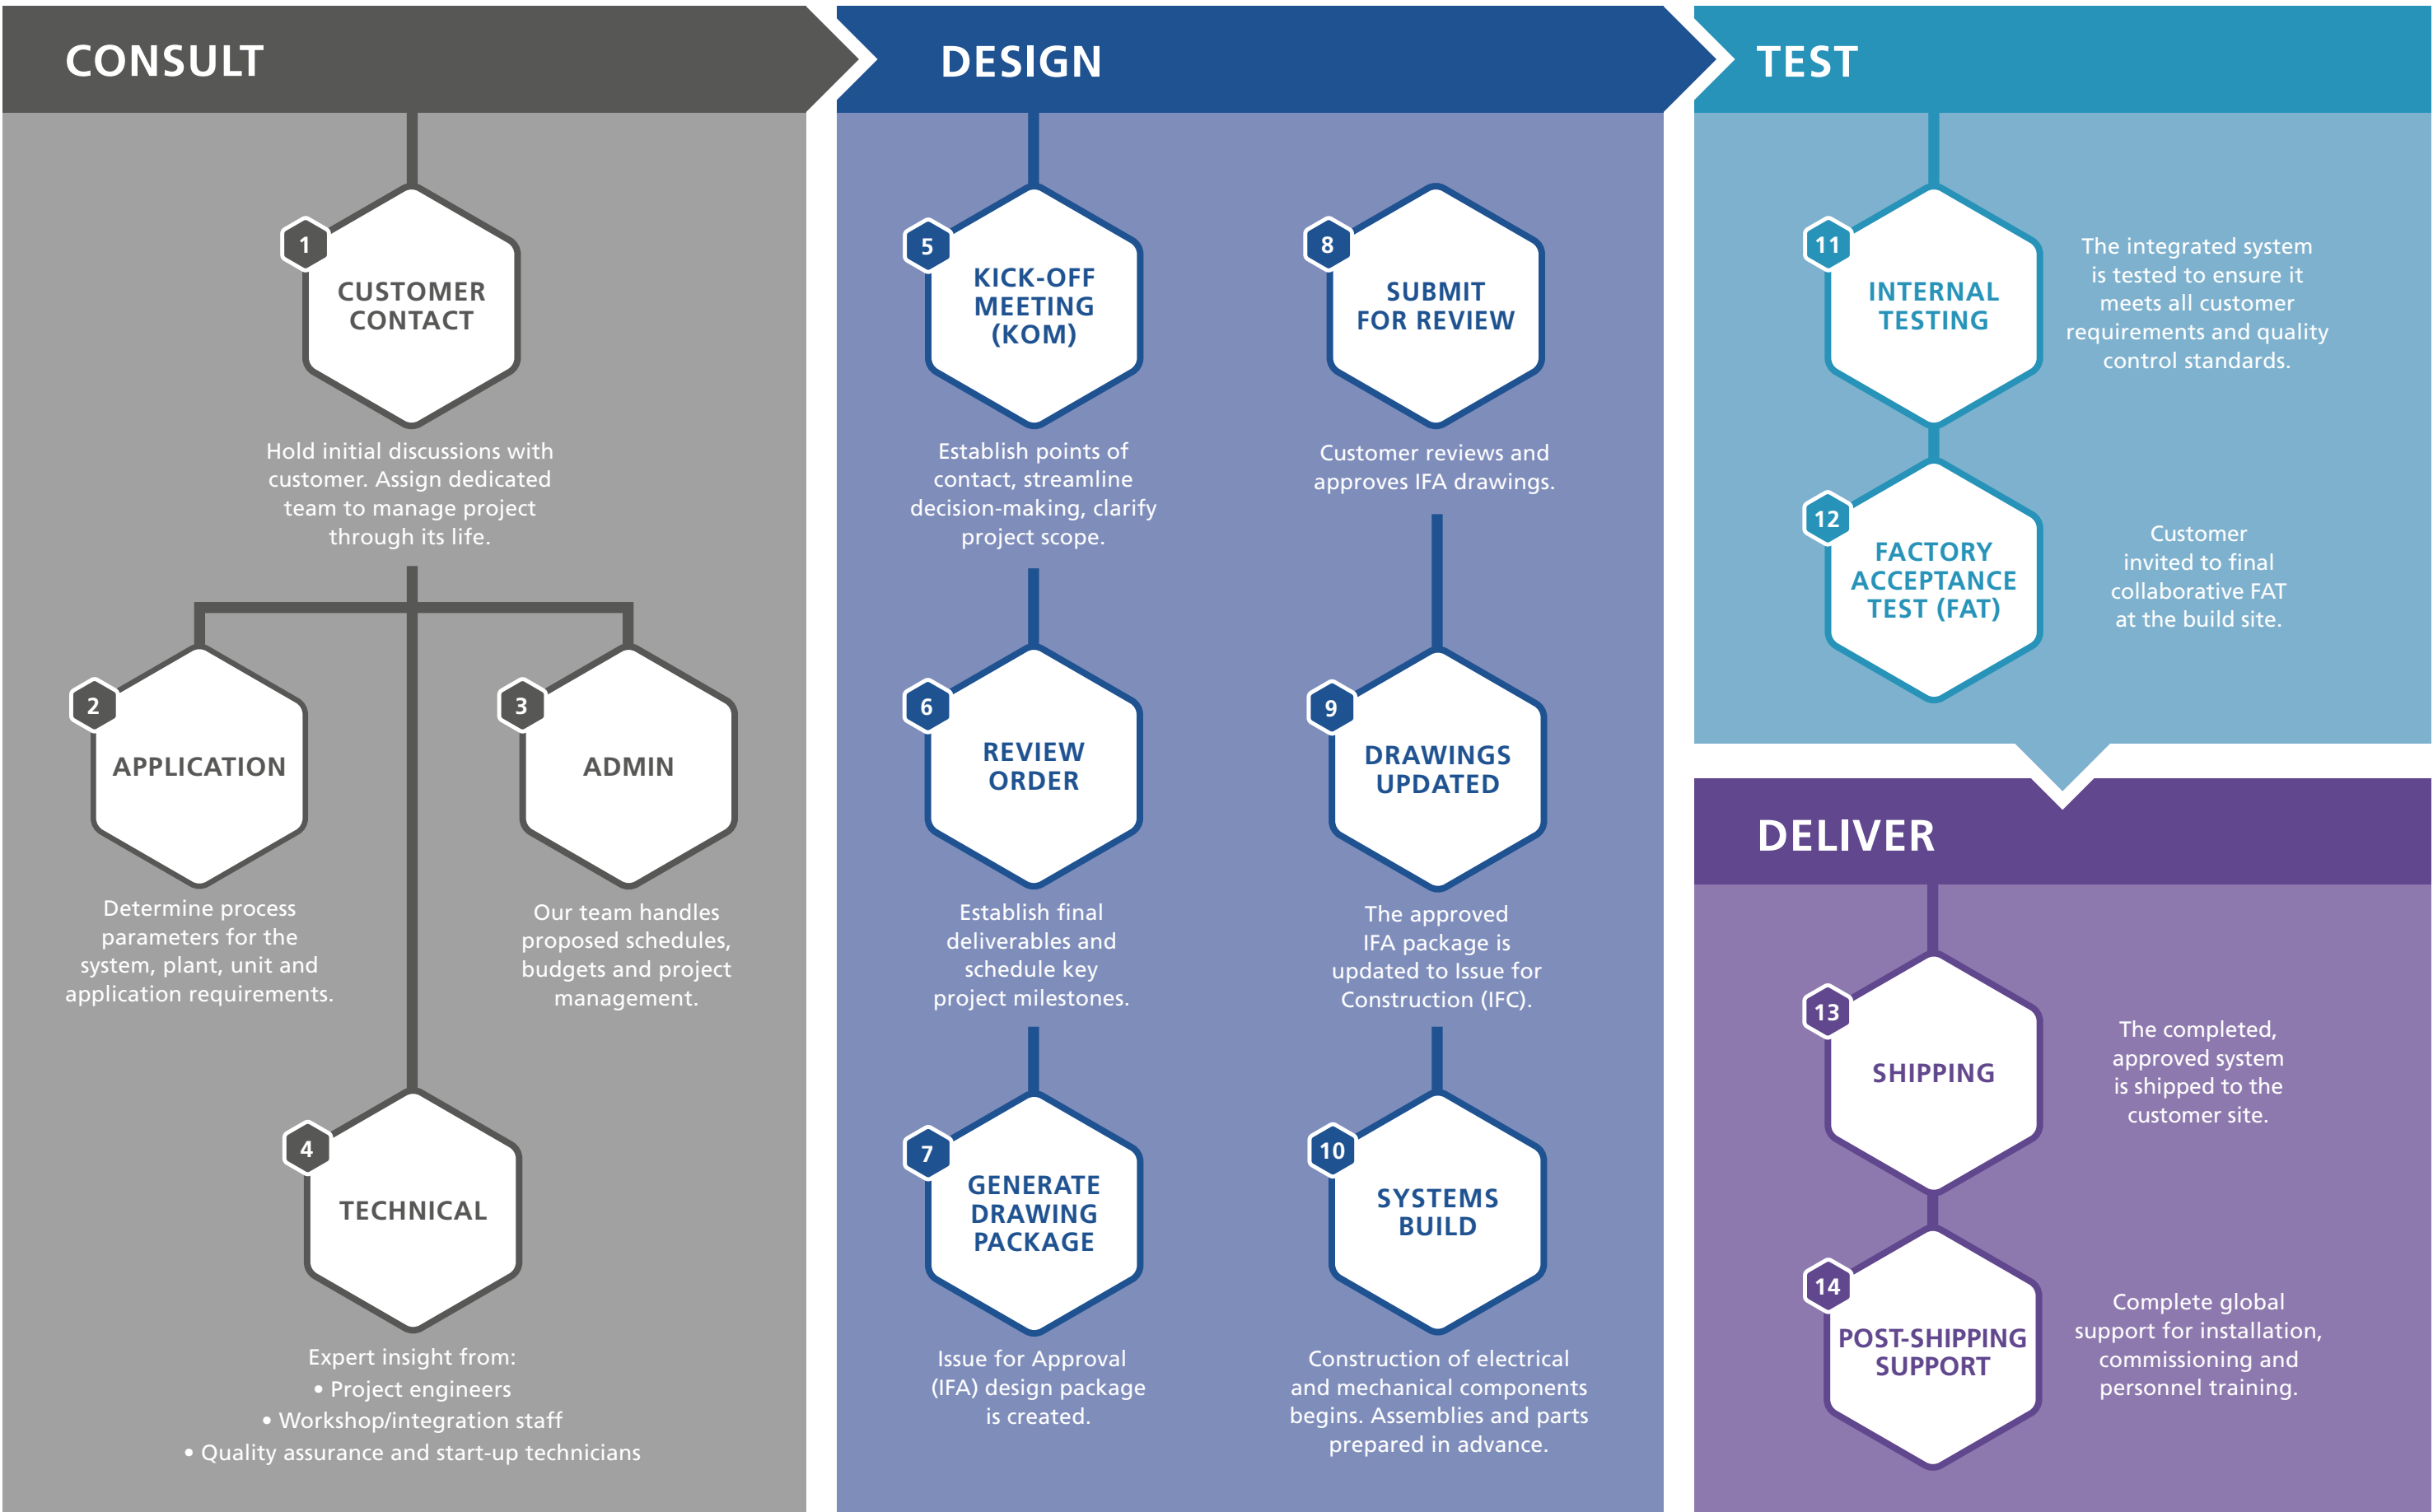 CONSULT
1
CUSTOMER
CONTACT
Hold initial discussions with
customer. Assign dedicated
team to manage project
through its life.
2
APPLICATION
Determine process
parameters for the
system, plant, unit and
application requirements.
3
ADMIN
Our team handles
proposed schedules,
budgets and project
management.
4
TECHNICAL
Expert insight from:
• Project engineers
• Workshop/integration staff
• Quality assurance and start-up technicians
DESIGN
5
KICK-OFF
MEETING
(KOM)
Establish points of
contact, streamline
decision-making, clarify
project scope.
6
REVIEW
ORDER
Establish final
deliverables and
schedule key
project milestones.
7
GENERATE
DRAWING
PACKAGE
Issue for Approval
(IFA) design package
is created.
8
SUBMIT
FOR REVIEW
Customer reviews and
approves IFA drawings.
9
DRAWINGS
UPDATED
The approved
IFA package is
updated to Issue for
Construction (IFC).
10
SYSTEMS
BUILD
Construction of electrical
and mechanical components
begins. Assemblies and parts
prepared in advance.
TEST
11
INTERNAL
TESTING
The integrated system
is tested to ensure it
meets all customer
requirements and quality
control standards.
12
FACTORY
ACCEPTANCE
TEST (FAT)
Customer
invited to final
collaborative FAT
at the build site.
DELIVER
13
SHIPPING
The completed,
approved system
is shipped to the
customer site.
14
POST-SHIPPING
SUPPORT
Complete global
support for installation,
commissioning and
personnel training.